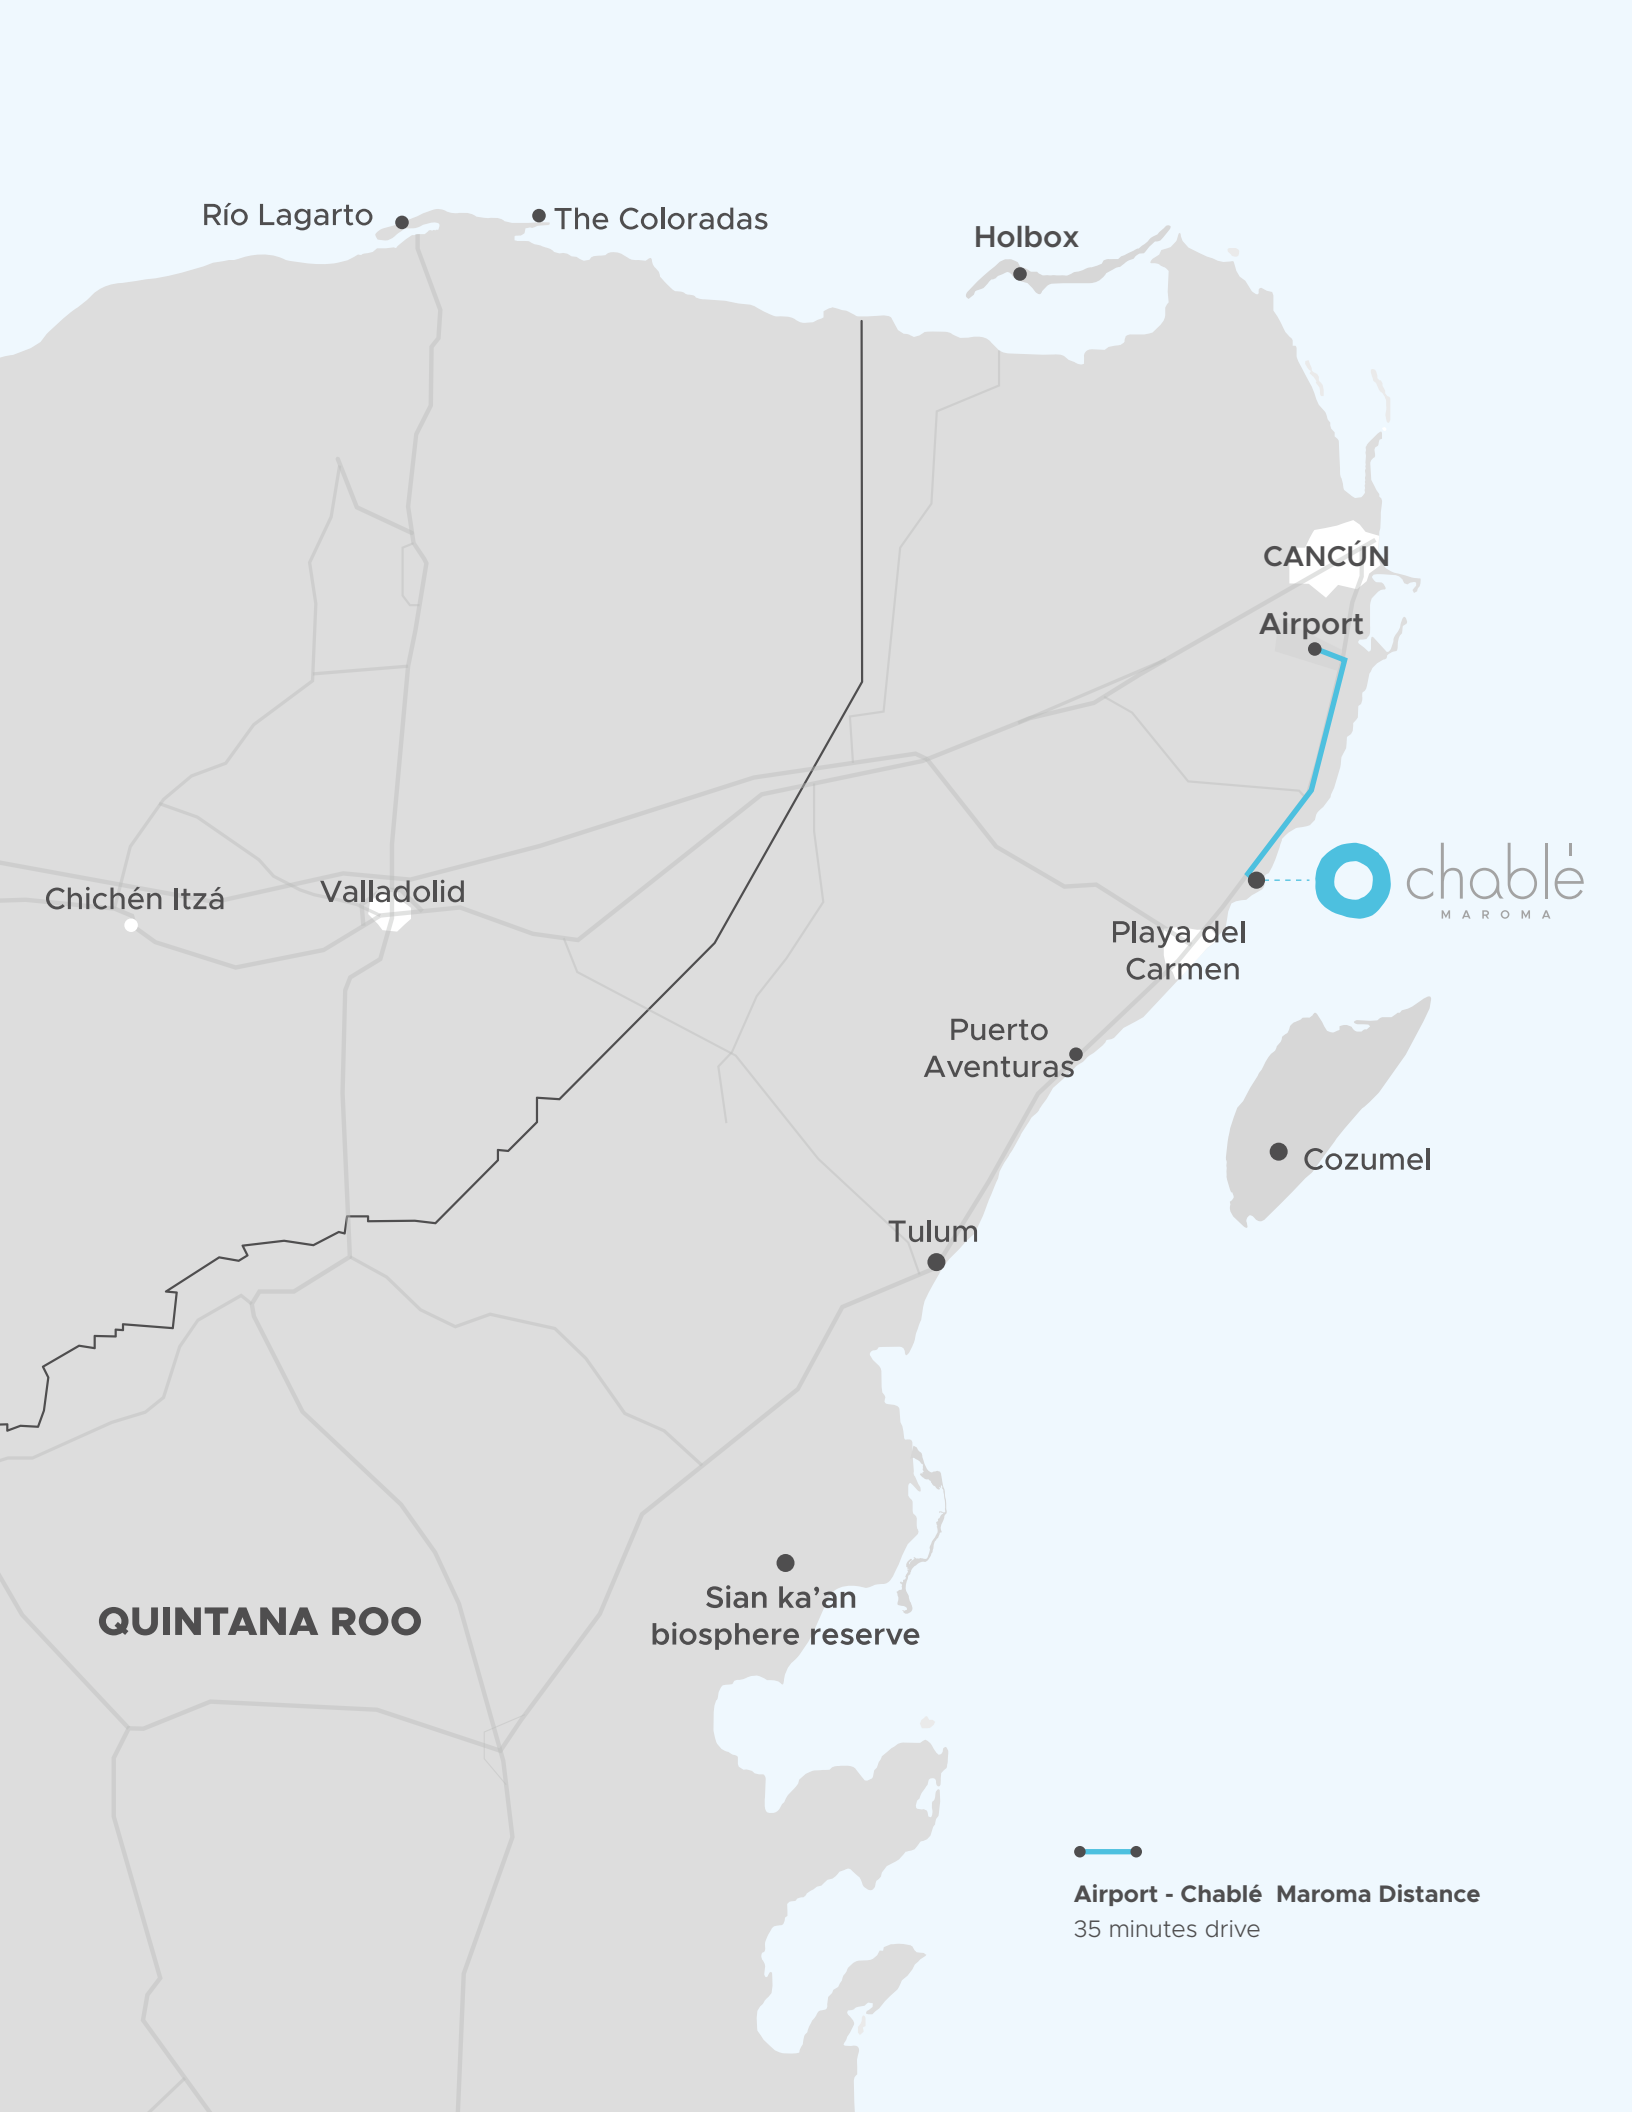 Río Lagarto
The Coloradas
Holbox
CANCÚN
Airport
chablé
MAROMA
Chichén Itzá
Valladolid
Playa del
Carmen
Puerto
Aventuras
Cozumel
Tulum
Sian ka’an
biosphere reserve
QUINTANA ROO
Airport - Chablé Maroma Distance
35 minutes drive